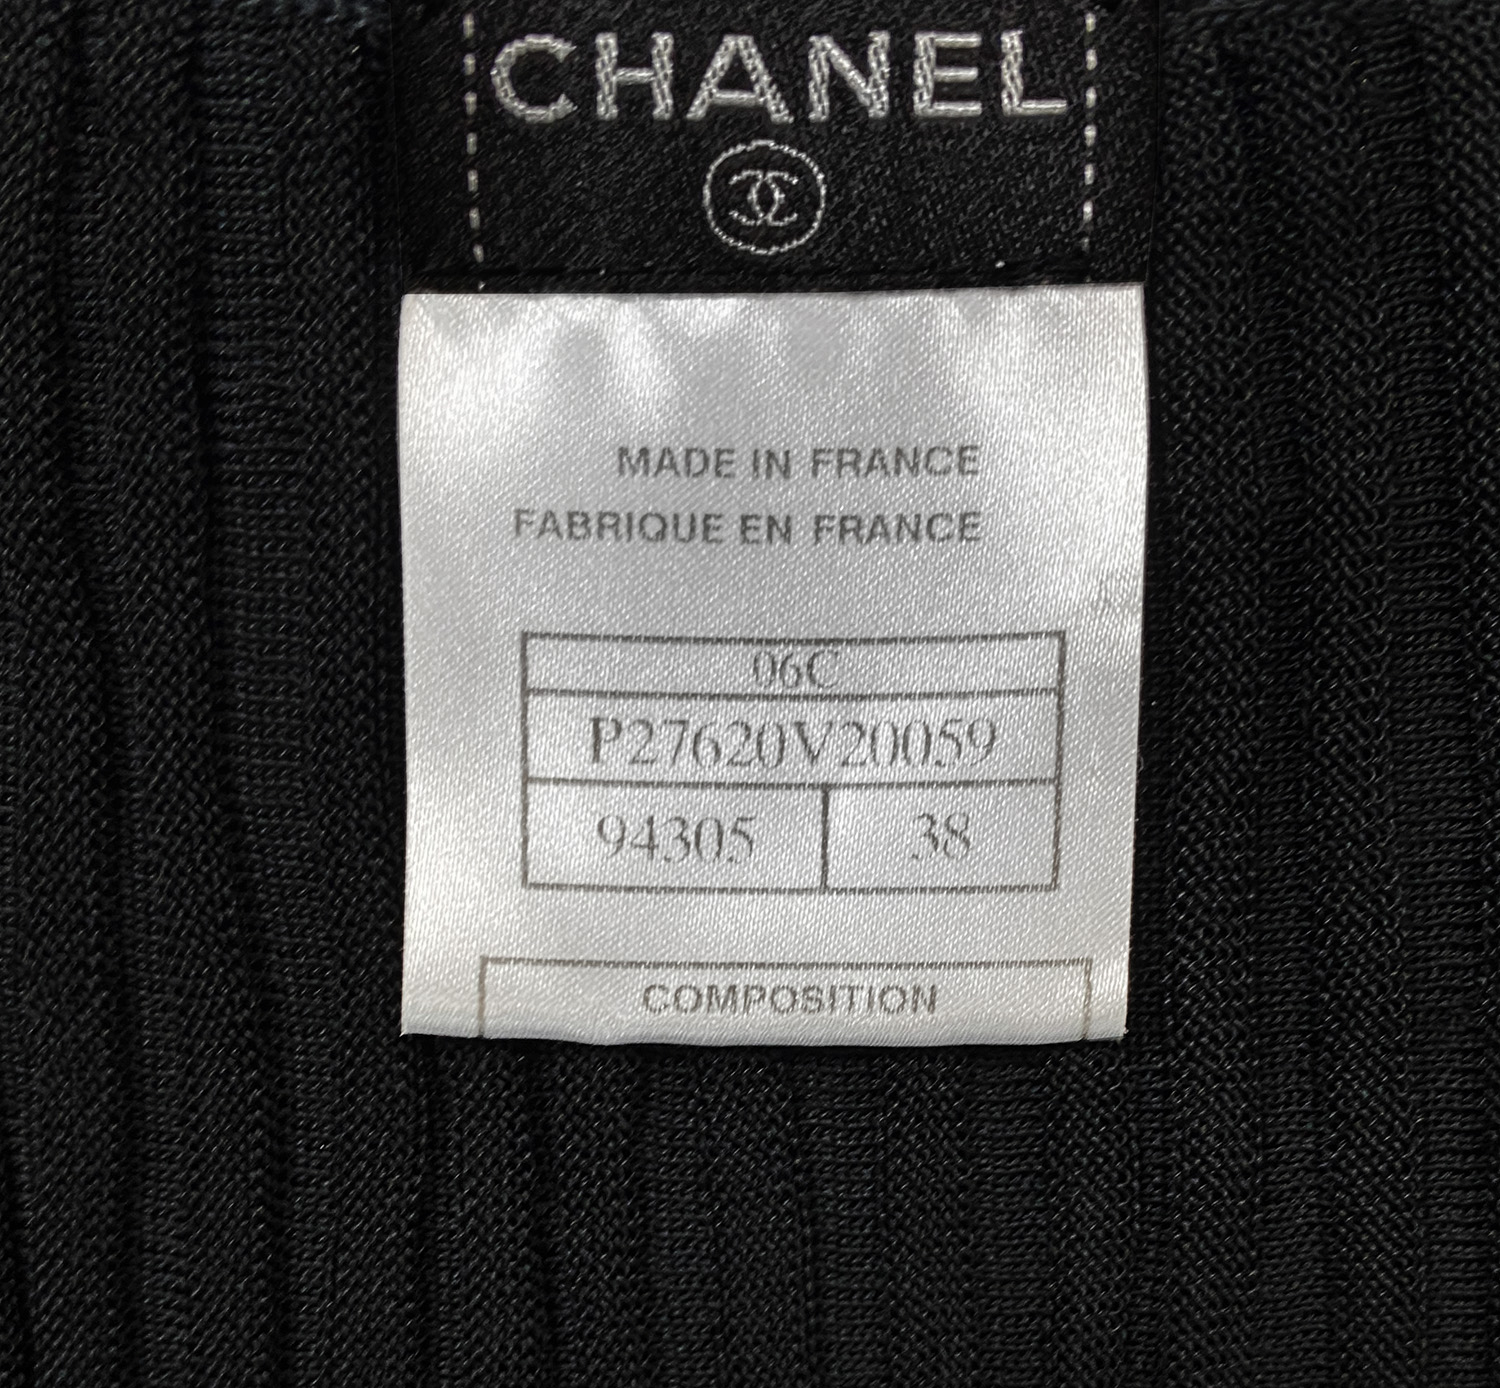 CHANEL
MADE IN FRANCE
FABRIQUE EN FRANCE
06C
P27620V20059
94305 38
COMPOSITION